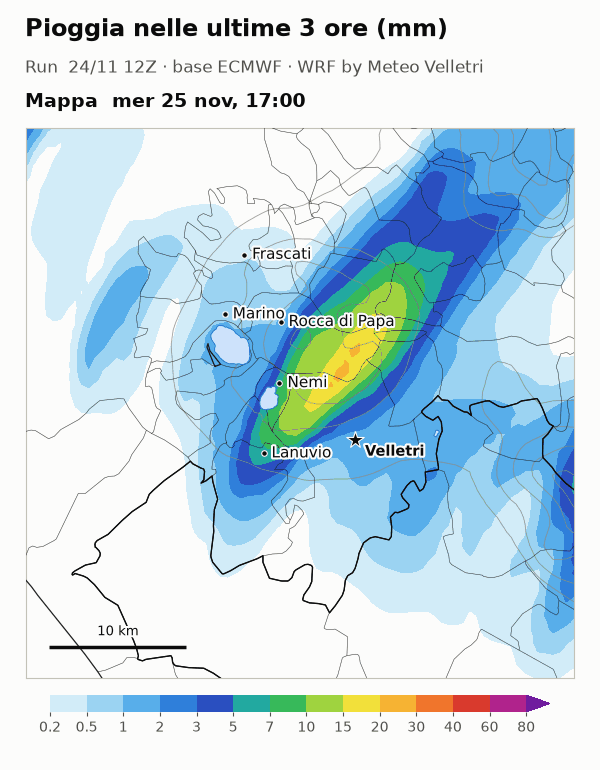 Pioggia nelle ultime 3 ore (mm)
Run  24/11 12Z · base ECMWF · WRF by Meteo Velletri
Mappa  mer 25 nov, 17:00
Frascati
Marino
Rocca di Papa
Nemi
Velletri
Lanuvio
10 km
0.2 0.5 1 2 3 5 7 10 15 20 30 40 60 80